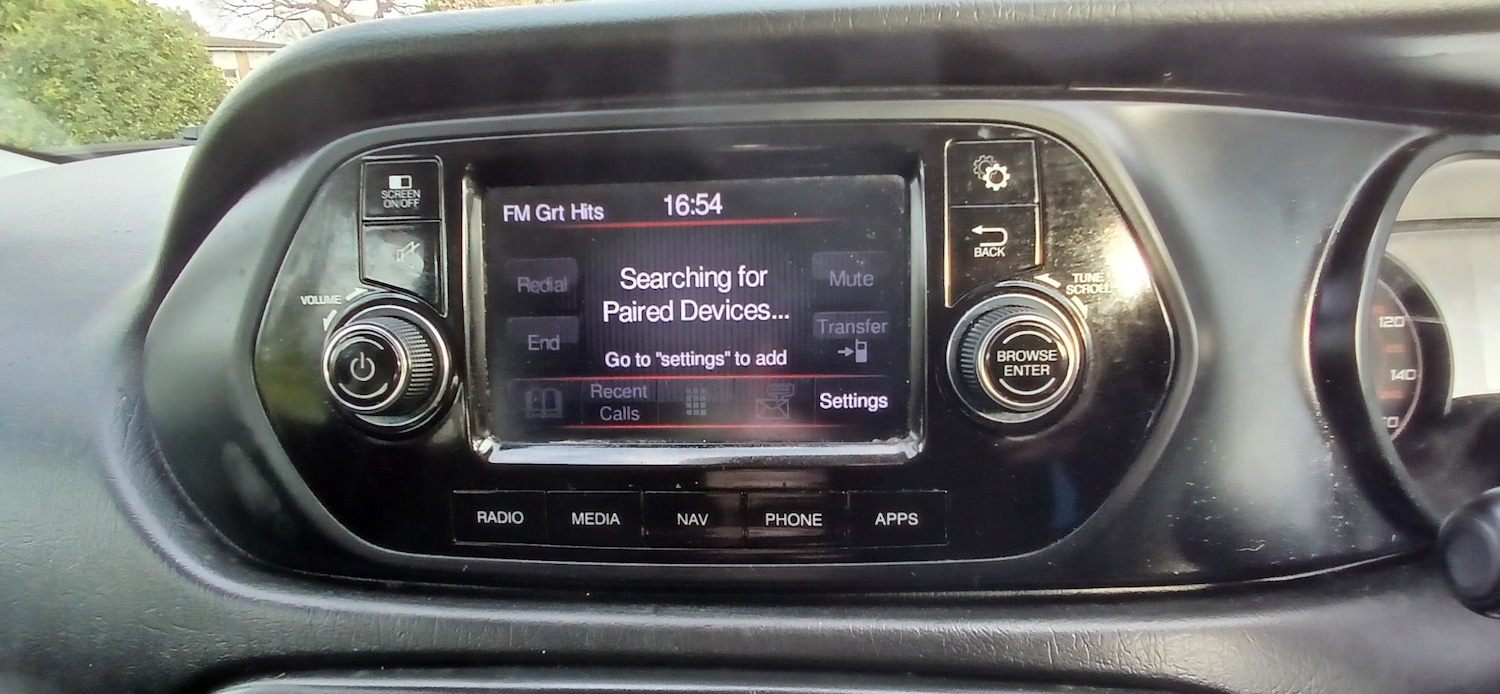 SCREEN
ON/OFF
VOLUME
FM Grt Hits
16:54
Redial
Searching for
Paired Devices...
Mute
End
Transfer
Go to "settings" to add
Recent
Calls
Settings
BACK
TUNE
SCROLL
BROWSE
ENTER
RADIO
MEDIA
NAV
PHONE
APPS
120
140